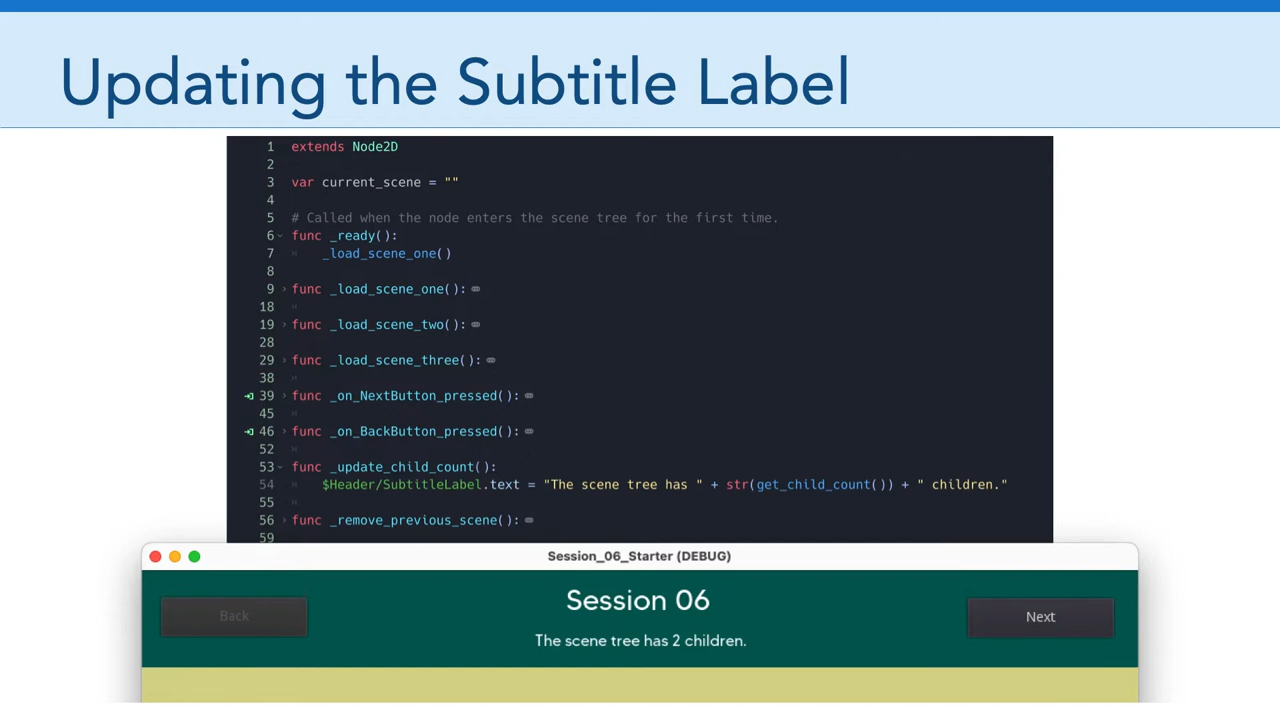 Updating the Subtitle Label
1 extends Node2D
2
3 var current_scene = ""
4
5 # Called when the node enters the scene tree for the first time.
6 func _ready():
7 _load_scene_one()
8
9 func _load_scene_one():
18
19 func _load_scene_two():
28
29 func _load_scene_three():
38
39 func _on_NextButton_pressed():
45
46 func _on_BackButton_pressed():
52
53 func _update_child_count():
54 $Header/SubtitleLabel.text = "The scene tree has " + str(get_child_count()) + " children."
55
56 func _remove_previous_scene():
59
Session_06_Starter (DEBUG)
Back
Session 06
Next
The scene tree has 2 children.